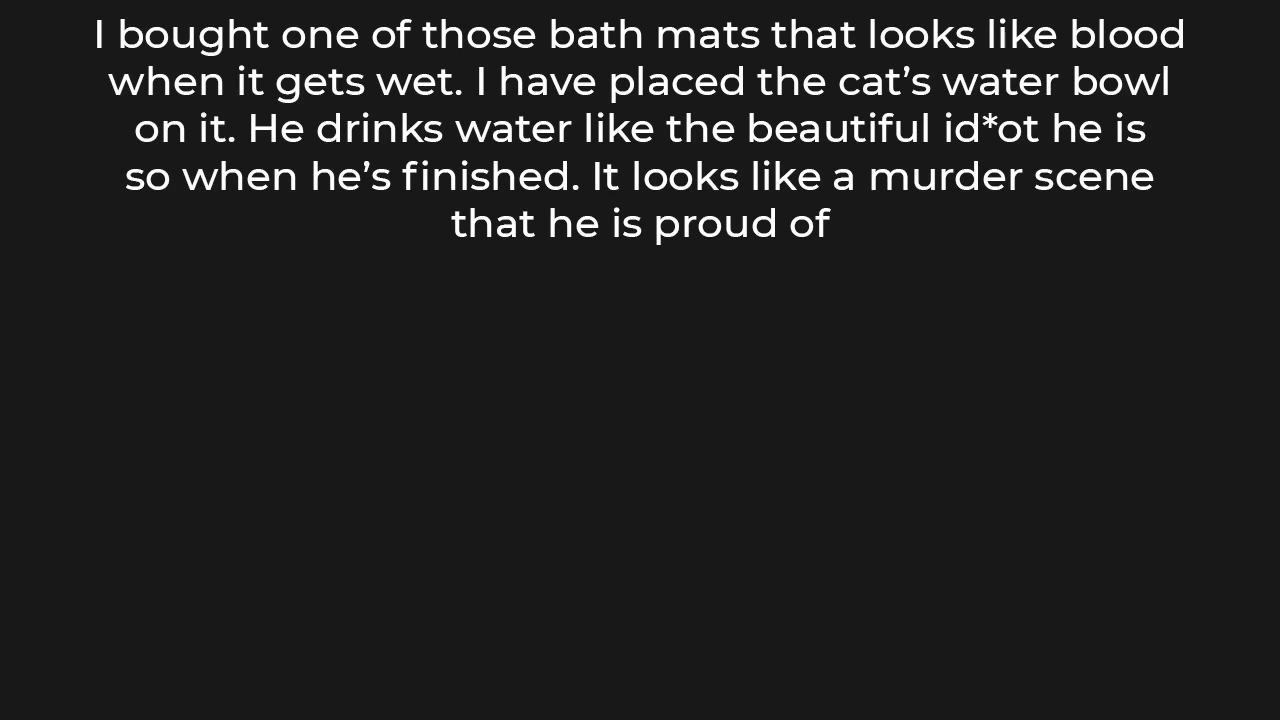 I bought one of those bath mats that looks like blood
when it gets wet. I have placed the cat’s water bowl
on it. He drinks water like the beautiful id*ot he is
so when he’s finished. It looks like a murder scene
that he is proud of